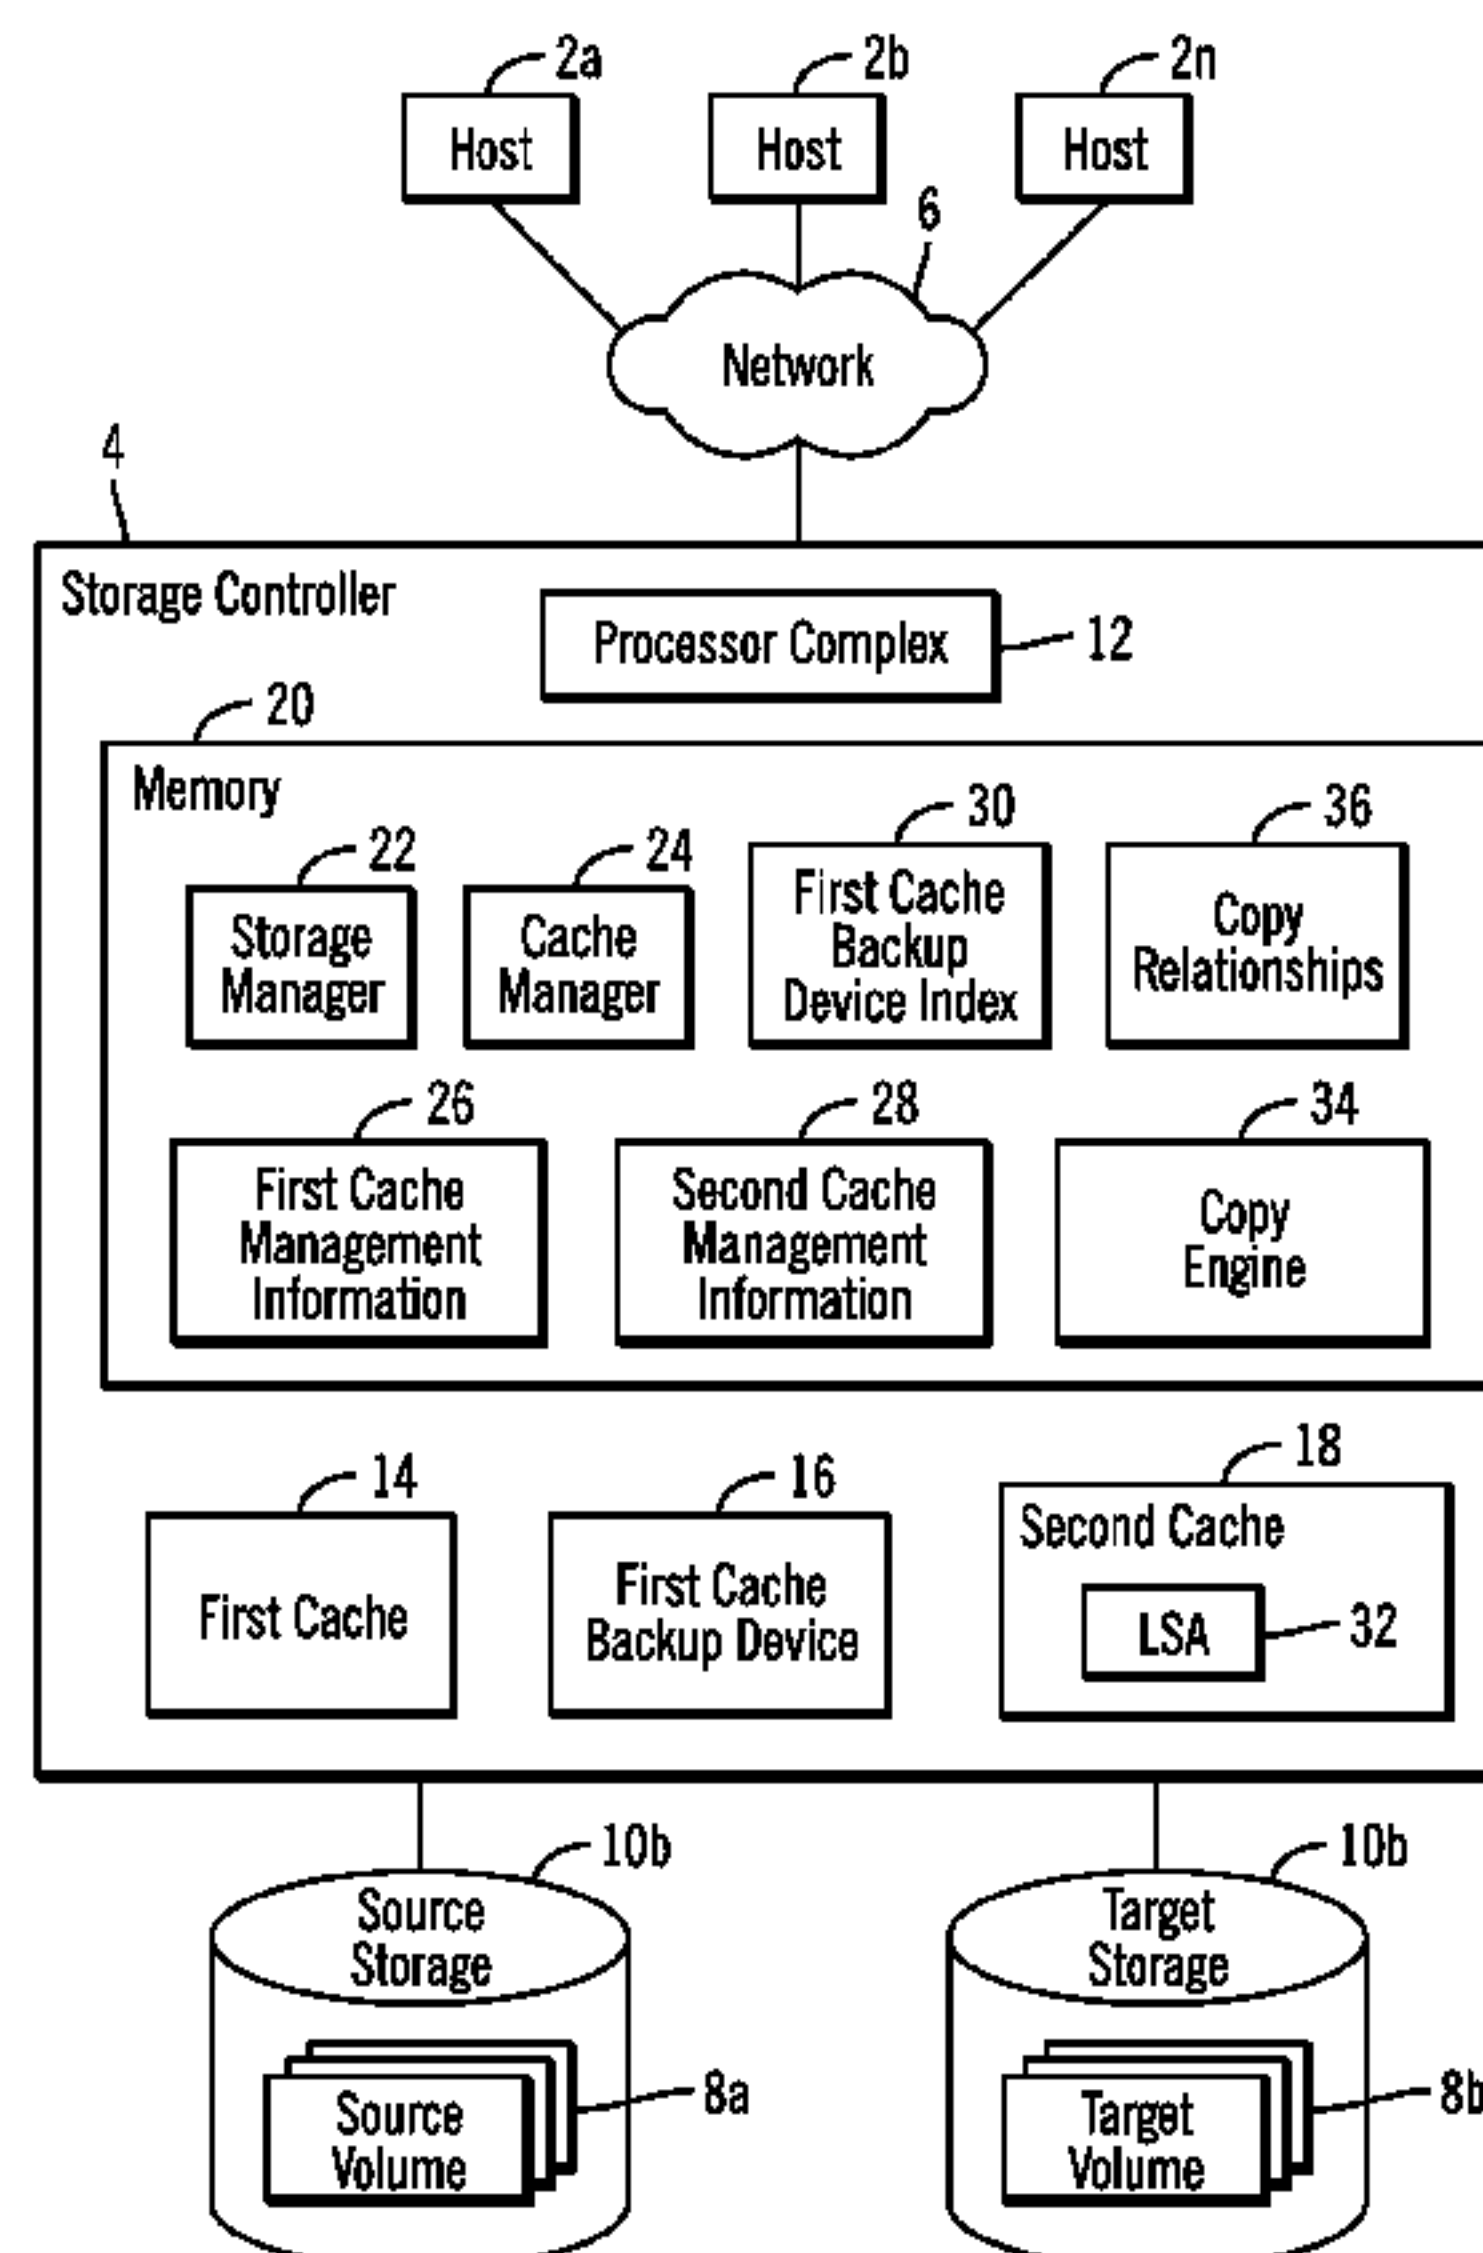 2a
2b
2n
Host
Host
Host
6
Network
4
Storage Controller
Processor Complex
12
20
Memory
22
24
30
36
Storage
Manager
Cache
Manager
First Cache
Backup
Device Index
Copy
Relationships
26
28
34
First Cache
Management
Information
Second Cache
Management
Information
Copy
Engine
14
16
18
First Cache
First Cache
Backup Device
Second Cache
LSA
32
10b
10b
Source
Storage
Target
Storage
Source
Volume
8a
Target
Volume
8b